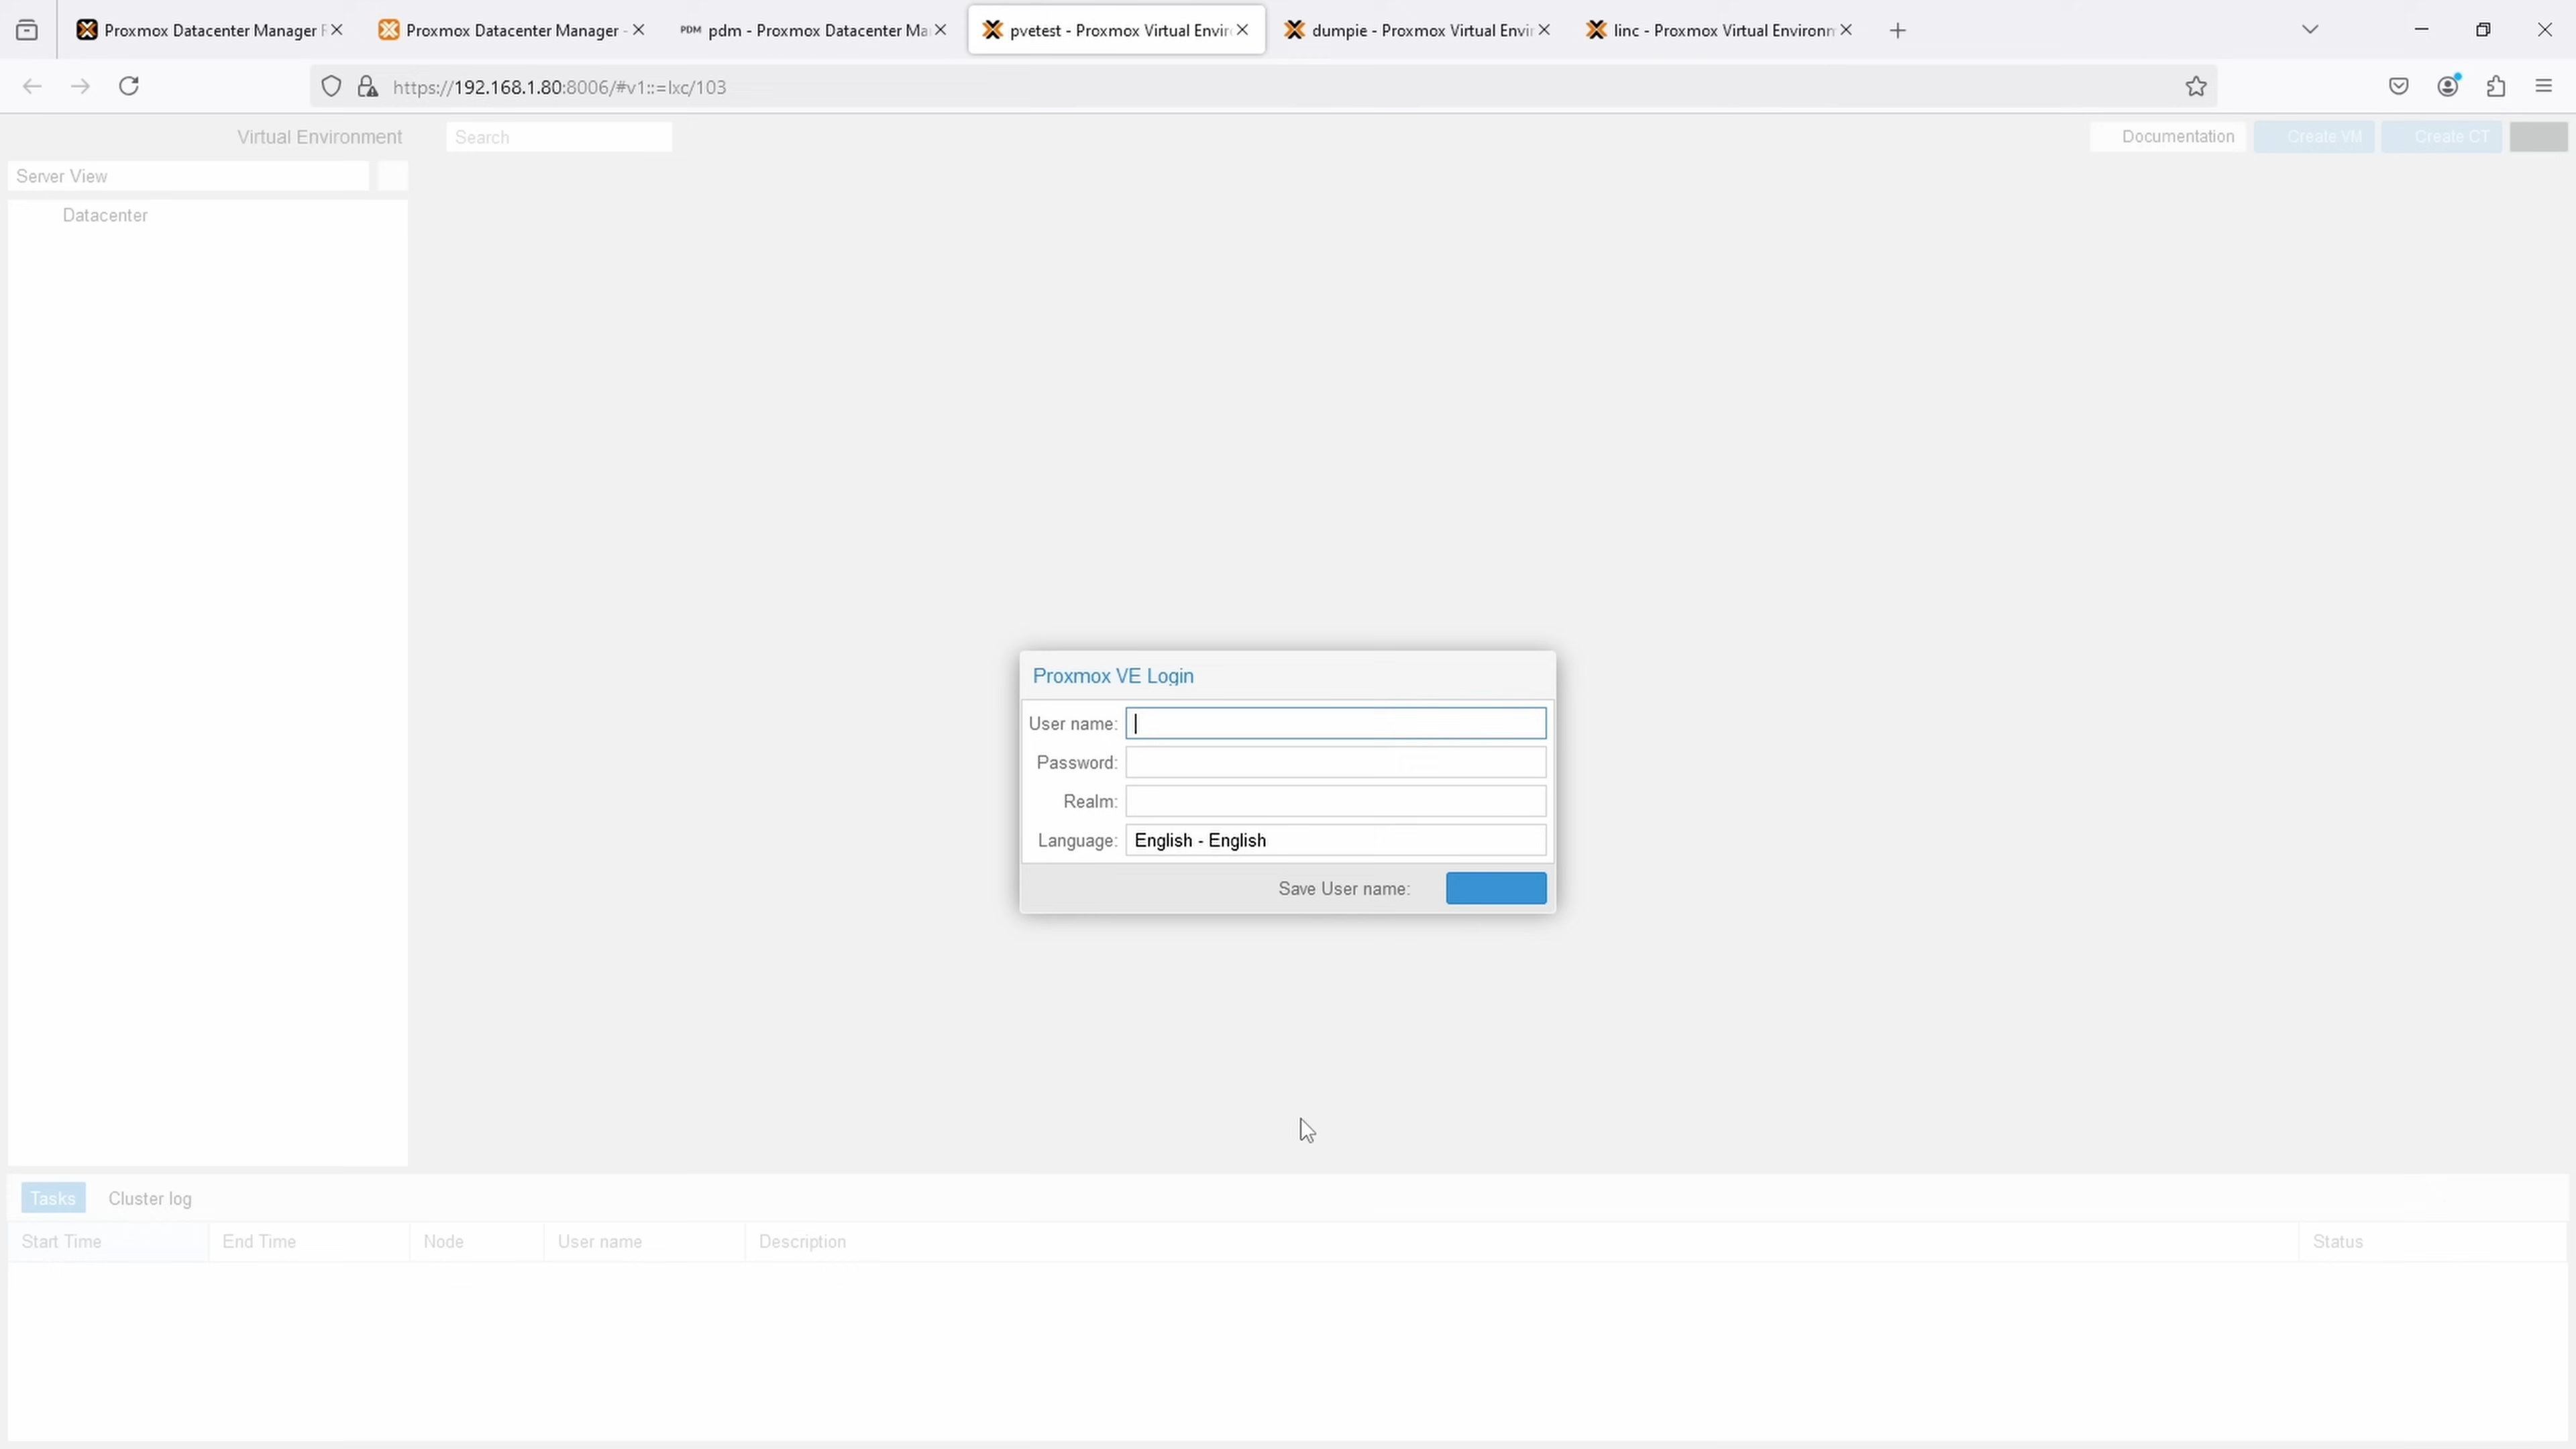 Proxmox Datacenter Manager
Proxmox Datacenter Manager -
PDM pdm - Proxmox Datacenter Ma
pvetest - Proxmox Virtual Envir
dumpie - Proxmox Virtual Envir
linc - Proxmox Virtual Environm
https://192.168.1.80:8006/#v1::=lxc/103
Virtual Environment
Search
Documentation
Create VM
Create CT
Server View
Datacenter
Proxmox VE Login
User name:
Password:
Realm:
Language: English - English
Save User name:
Tasks Cluster log
Start Time End Time Node User name Description Status